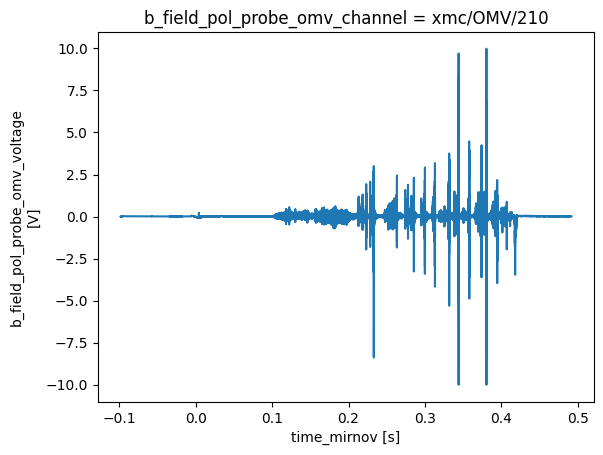 b_field_pol_probe_omv_channel = xmc/OMV/210
b_field_pol_probe_omv_voltage
[V]
10.0
7.5
5.0
2.5
0.0
−2.5
−5.0
−7.5
−10.0
−0.1 0.0 0.1 0.2 0.3 0.4 0.5
time_mirnov [s]